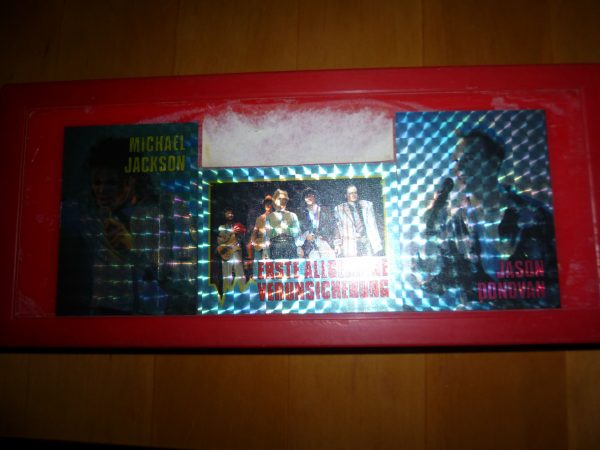 MICHAEL
JACKSON
ERSTE ALLGEMEINE
VERUNSICHERUNG
JASON
DONOVAN